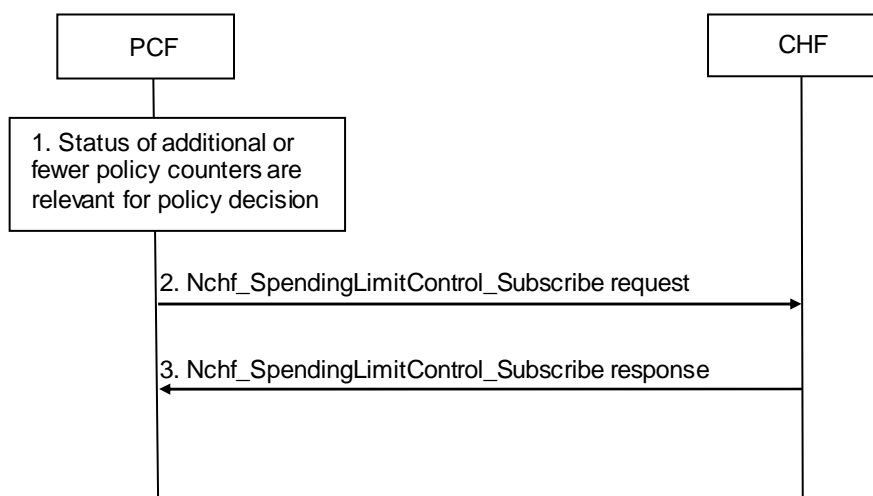 PCF
CHF
1. Status of additional or
fewer policy counters are
relevant for policy decision
2. Nchf_SpendingLimitControl_Subscribe request
3. Nchf_SpendingLimitControl_Subscribe response